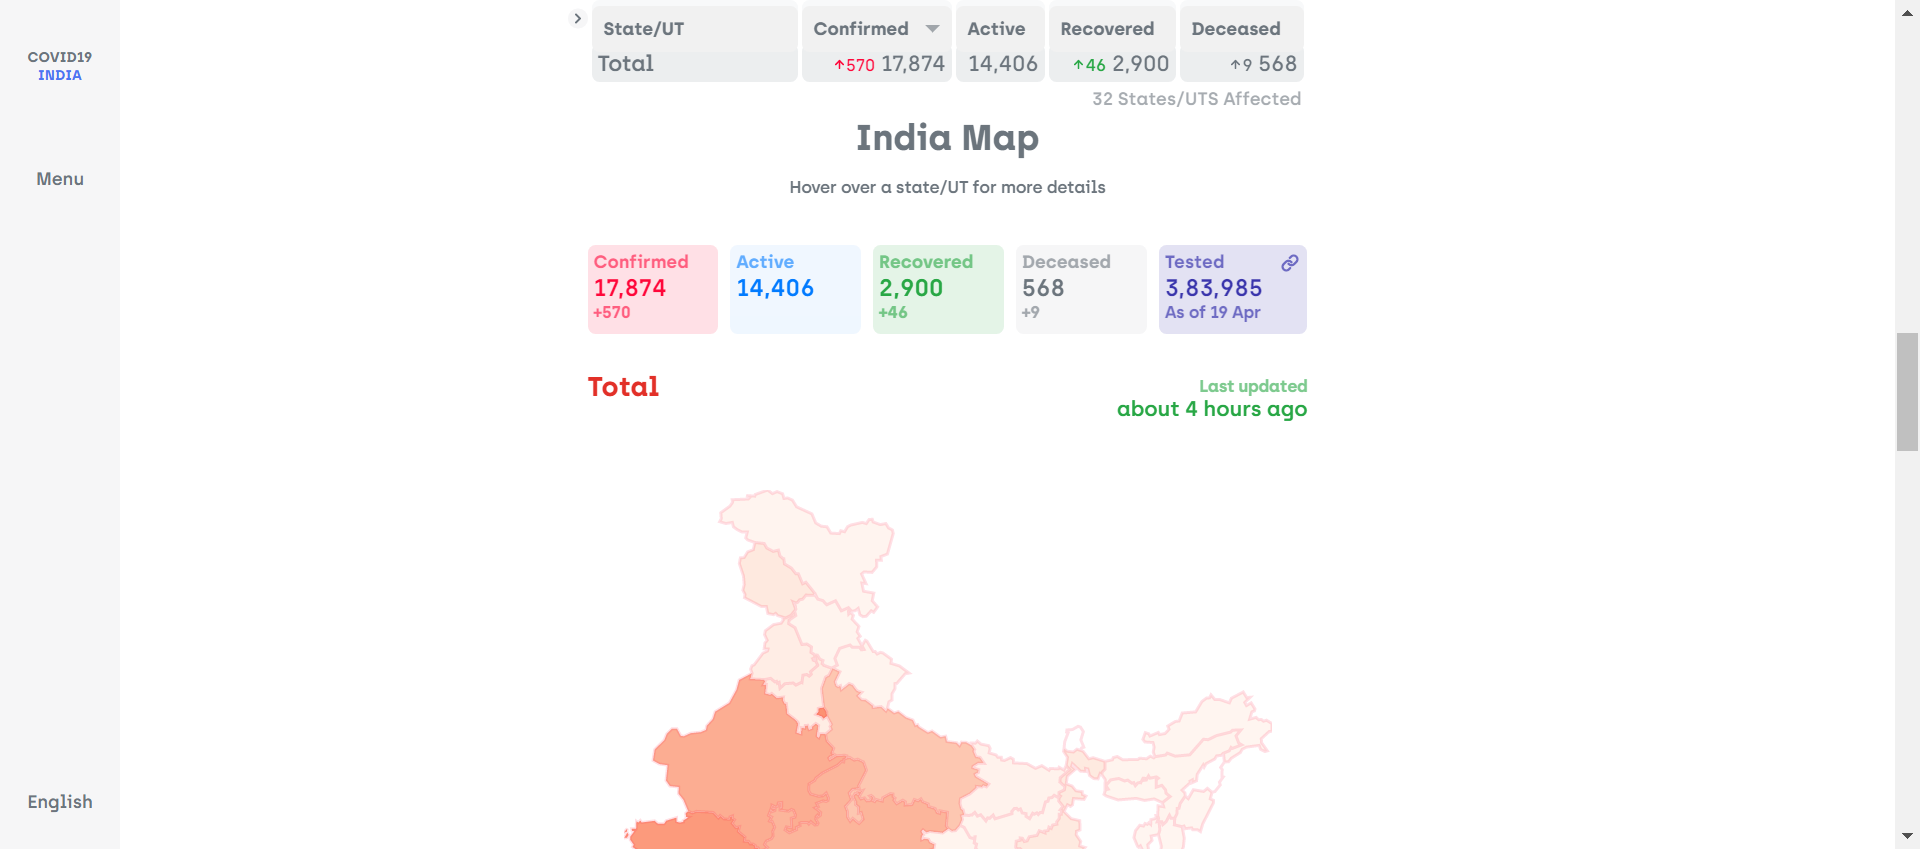 COVID19
INDIA
Menu
English
State/UT Confirmed Active Recovered Deceased
Total ↑570 17,874 14,406 ↑46 2,900 ↑9 568
32 States/UTS Affected
India Map
Hover over a state/UT for more details
Confirmed
17,874
+570
Active
14,406
Recovered
2,900
+46
Deceased
568
+9
Tested
3,83,985
As of 19 Apr
Total
Last updated
about 4 hours ago